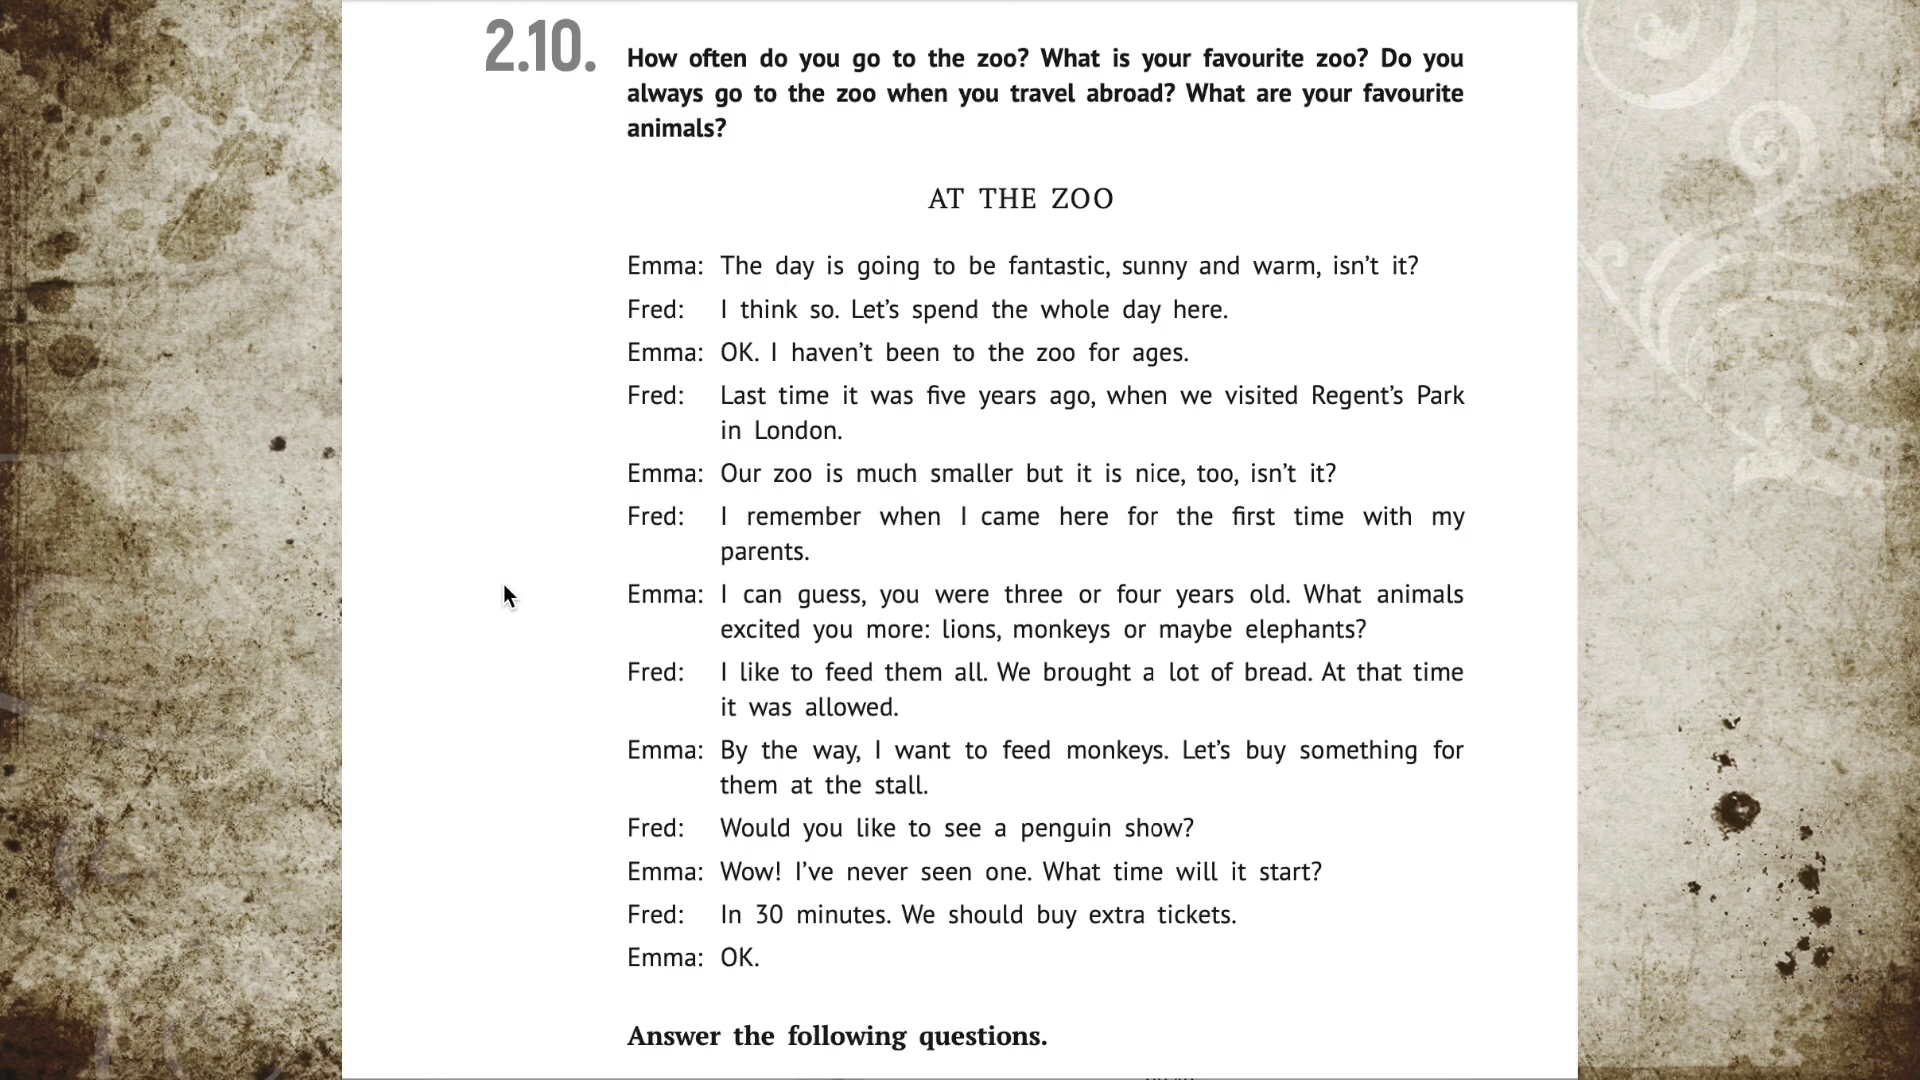 2.10.
How often do you go to the zoo? What is your favourite zoo? Do you
always go to the zoo when you travel abroad? What are your favourite
animals?
AT THE ZOO
Emma: The day is going to be fantastic, sunny and warm, isn't it?
Fred: I think so. Let's spend the whole day here.
Emma: OK. I haven't been to the zoo for ages.
Fred: Last time it was five years ago, when we visited Regent's Park
in London.
Emma: Our zoo is much smaller but it is nice, too, isn't it?
Fred: I remember when I came here for the first time with my
parents.
Emma: I can guess, you were three or four years old. What animals
excited you more: lions, monkeys or maybe elephants?
Fred: I like to feed them all. We brought a lot of bread. At that time
it was allowed.
Emma: By the way, I want to feed monkeys. Let's buy something for
them at the stall.
Fred: Would you like to see a penguin show?
Emma: Wow! I've never seen one. What time will it start?
Fred: In 30 minutes. We should buy extra tickets.
Emma: OK.
Answer the following questions.